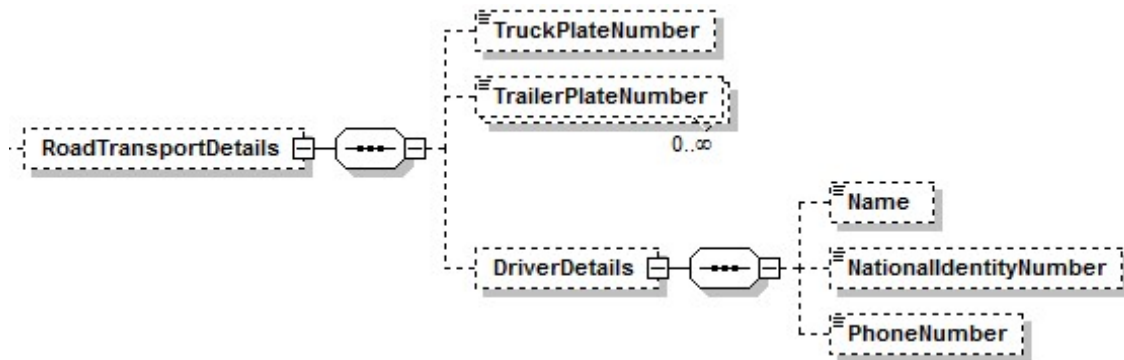 TruckPlateNumber
TrailerPlateNumber
0..∞
RoadTransportDetails
Name
DriverDetails
NationalIdentityNumber
PhoneNumber